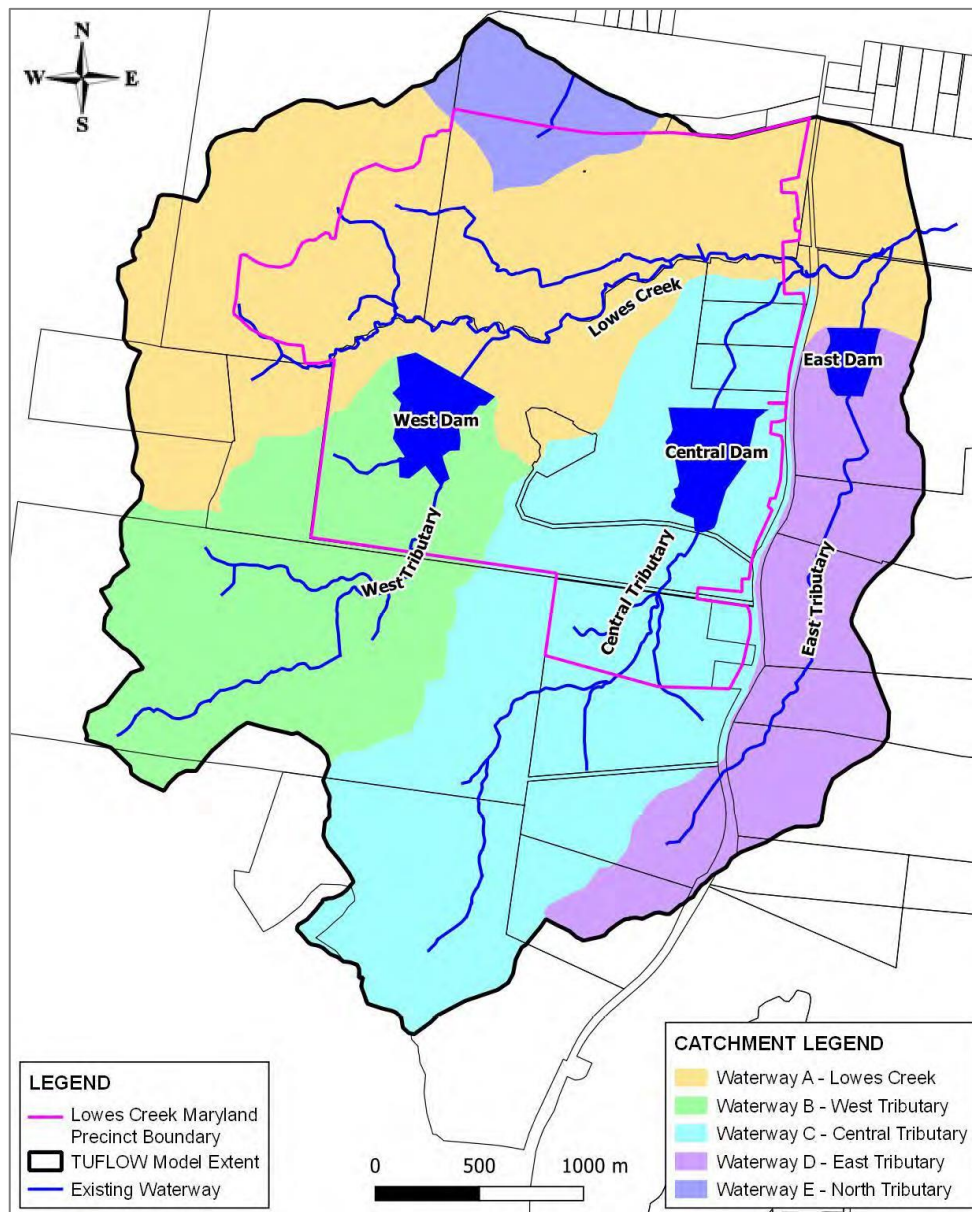 N
W E
S
Lowes Creek
East Dam
West Dam
Central Dam
West Tributary
Central Tributary
East Tributary
LEGEND
Lowes Creek Maryland
Precinct Boundary
TUFLOW Model Extent
Existing Waterway
0 500 1000 m
CATCHMENT LEGEND
Waterway A - Lowes Creek
Waterway B - West Tributary
Waterway C - Central Tributary
Waterway D - East Tributary
Waterway E - North Tributary